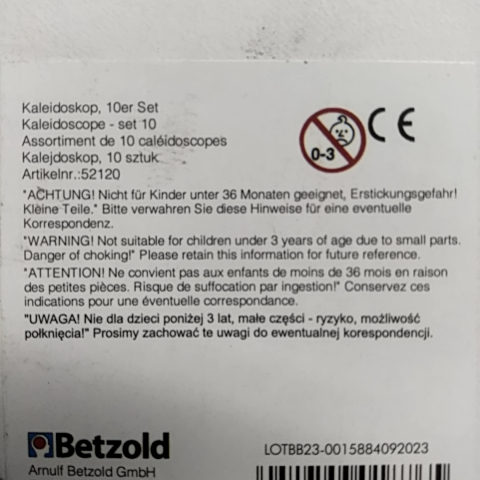 Kaleidoskop, 10er Set
Kaleidoscope - set 10
Assortiment de 10 caléidoscopes
Kalejdoskop, 10 sztuk
Artikelnr.:52120
0-3
CE
"ACHTUNG! Nicht für Kinder unter 36 Monaten geeignet, Erstickungsgefahr!
Kleine Teile." Bitte verwahren Sie diese Hinweise für eine eventuelle
Korrespondenz.
"WARNING! Not suitable for children under 3 years of age due to small parts.
Danger of choking!" Please retain this information for future reference.
"ATTENTION! Ne convient pas aux enfants de moins de 36 mois en raison
des petites pièces. Risque de suffocation par ingestion!" Conservez ces
indications pour une éventuelle correspondance.
"UWAGA! Nie dla dzieci poniżej 3 lat, małe części - ryzyko, możliwość
połknięcia!" Prosimy zachować te uwagi do ewentualnej korespondencji.
Betzold
Arnulf Betzold GmbH
LOTBB23-0015884092023